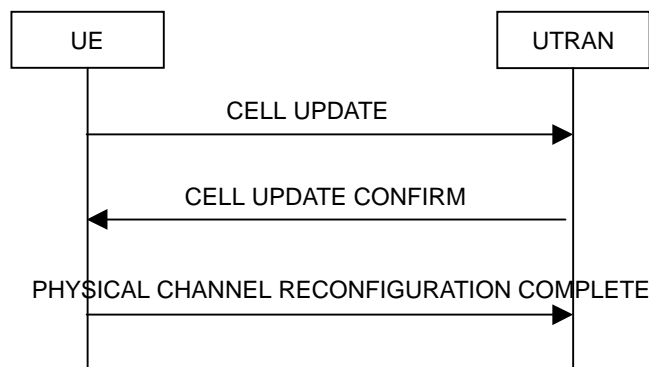 UE
UTRAN
CELL UPDATE
CELL UPDATE CONFIRM
PHYSICAL CHANNEL RECONFIGURATION COMPLETE